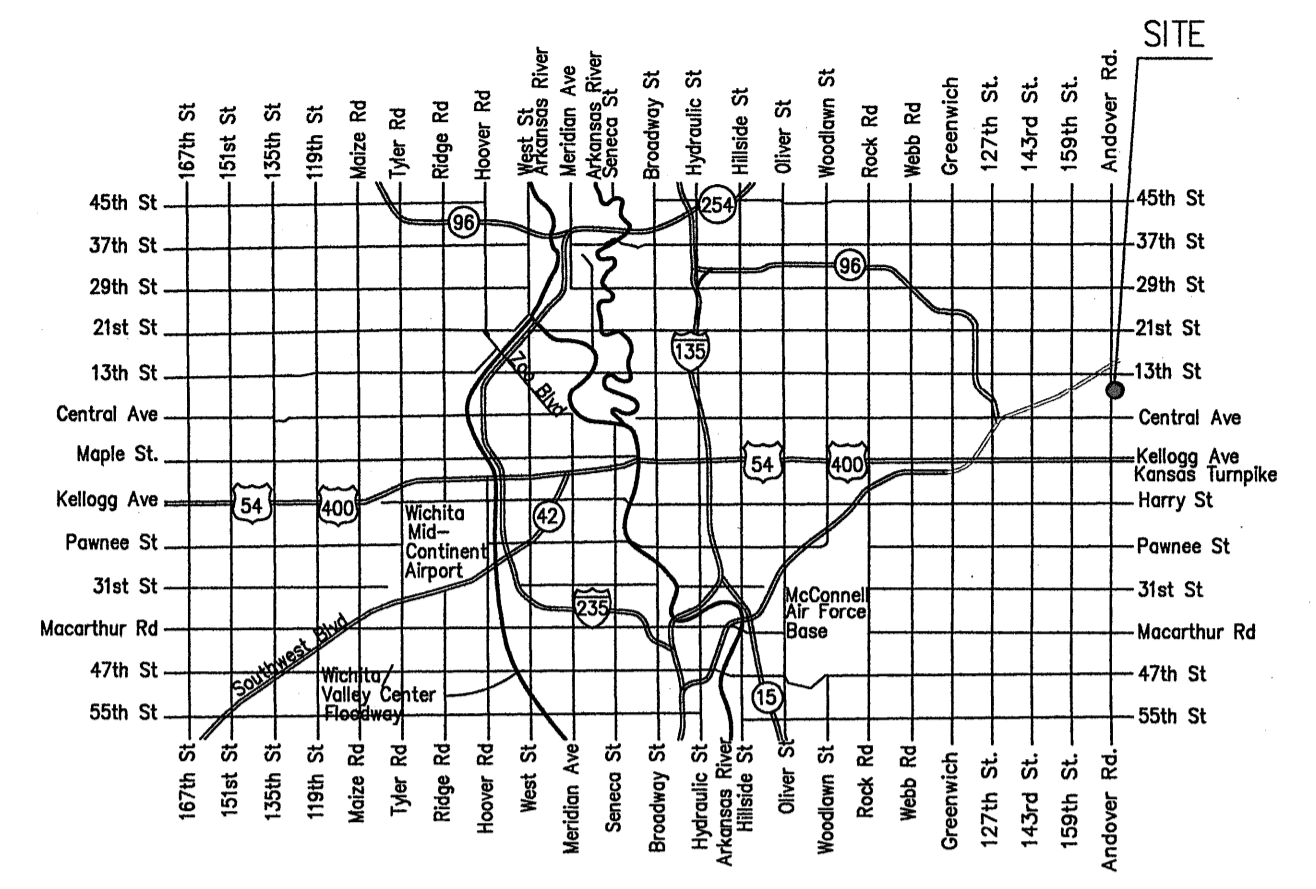 SITE
167th St
151st St
135th St
119th St
Maize Rd
Tyler Rd
Ridge Rd
Hoover Rd
West St
Arkansas River
Meridian Ave
Arkansas River
Seneca St
Broadway St
Hydraulic St
Hillside St
Oliver St
Woodlawn St
Rock Rd
Webb Rd
Greenwich
127th St.
143rd St.
159th St.
Andover Rd.
45th St
37th St
29th St
21st St
13th St
Central Ave
Maple St.
Kellogg Ave
Pawnee St
31st St
Macarthur Rd
47th St
55th St
45th St
37th St
29th St
21st St
13th St
Central Ave
Kellogg Ave
Kansas Turnpike
Harry St
Pawnee St
31st St
Macarthur Rd
47th St
55th St
96
254
96
135
Zoo Blvd
54
400
54
400
42
Wichita
Mid-
Continent
Airport
235
McConnell
Air Force
Base
Southwest Blvd
Wichita
Valley Center
Floodway
15
167th St
151st St
135th St
119th St
Maize Rd
Tyler Rd
Ridge Rd
Hoover Rd
West St
Meridian Ave
Seneca St
Broadway St
Hydraulic St
Arkansas River
Hillside St
Oliver St
Woodlawn St
Rock Rd
Webb Rd
Greenwich
127th St.
143rd St.
159th St.
Andover Rd.